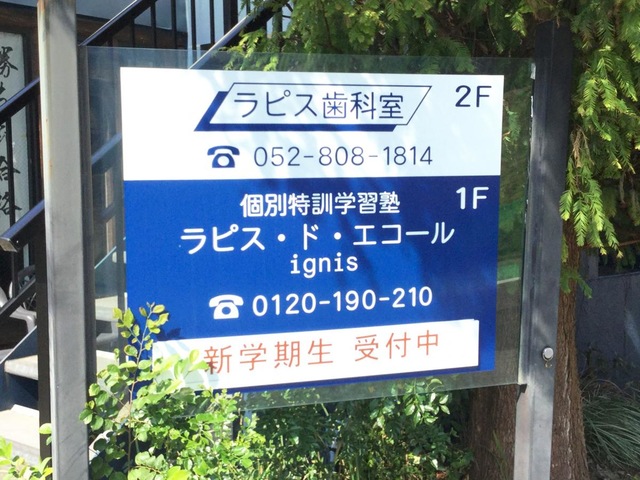 ラピス歯科室
2F
☎ 052-808-1814
個別特訓学習塾
1F
ラピス・ド・エコール
ignis
☎ 0120-190-210
新学期生 受付中